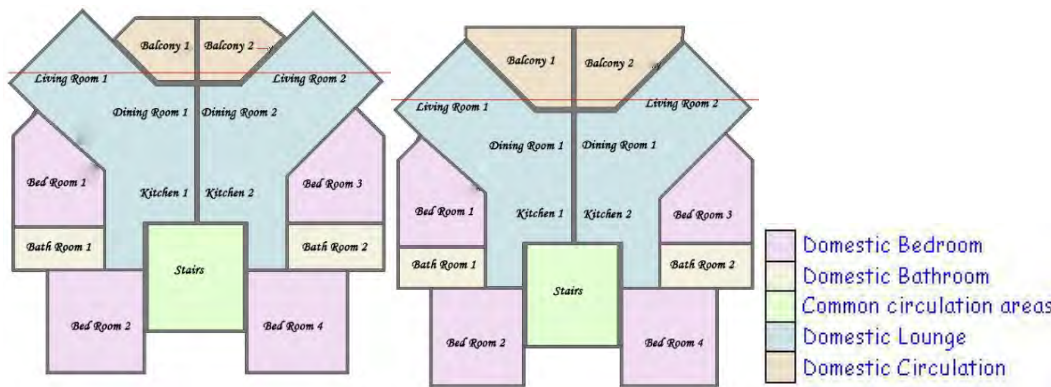 Balcony 1
Balcony 2
Living Room 1
Living Room 2
Dining Room 1
Dining Room 2
Bed Room 1
Kitchen 1
Kitchen 2
Bed Room 3
Bath Room 1
Bath Room 2
Stairs
Bed Room 2
Bed Room 4
Balcony 1
Balcony 2
Living Room 1
Living Room 2
Dining Room 1
Dining Room 1
Bed Room 1
Kitchen 1
Kitchen 2
Bed Room 3
Bath Room 1
Bath Room 2
Stairs
Bed Room 2
Bed Room 4
Domestic Bedroom
Domestic Bathroom
Common circulation areas
Domestic Lounge
Domestic Circulation